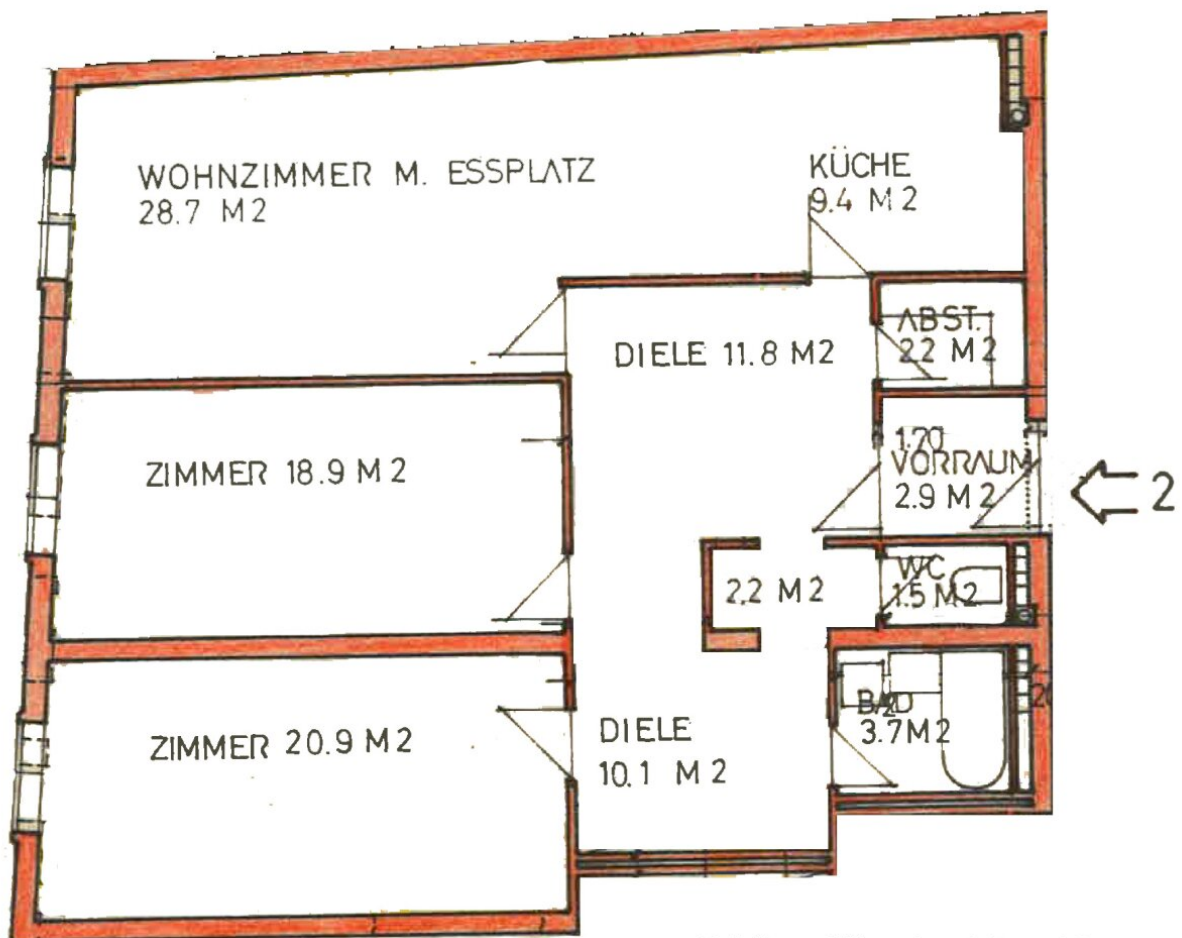 WOHNZIMMER M. ESSPLATZ
28.7 M2
KÜCHE
9.4 M2
DIELE 11.8 M2
ABST.
2.2 M2
ZIMMER 18.9 M2
1.70
VORRAUM
2.9 M2
2
2.2 M2
WC
1.5 M2
ZIMMER 20.9 M2
DIELE
10.1 M2
BAD
3.7M2